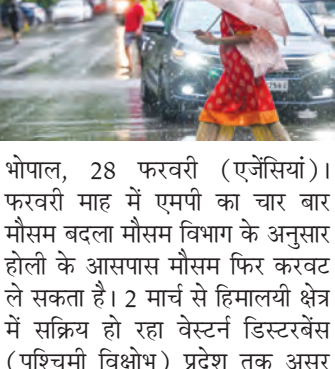 भोपाल, 28 फरवरी (एजेंसियां)।
फरवरी माह में एमपी का चार बार
मौसम बदला मौसम विभाग के अनुसार
होली के आसपास मौसम फिर करवट
ले सकता है। 2 मार्च से हिमालयी क्षेत्र
में सक्रिय हो रहा वेस्टर्न डिस्टरबेंस
(पश्चिमी विक्षोभ) प्रदेश तक असर